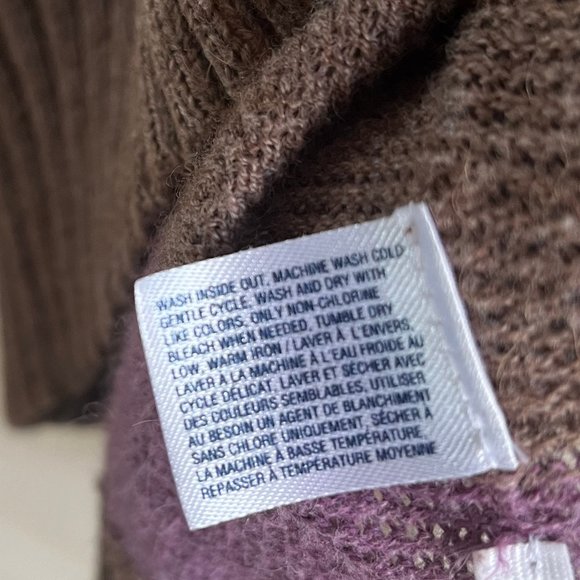 WASH INSIDE OUT, MACHINE WASH COLD
GENTLE CYCLE, WASH AND DRY WITH
LIKE COLORS, ONLY NON-CHLORINE
BLEACH WHEN NEEDED, TUMBLE DRY
LOW, WARM IRON / LAVER À L'ENVERS,
LAVER À LA MACHINE À L'EAU FROIDE AU
CYCLE DÉLICAT, LAVER ET SÉCHER AVEC
DES COULEURS SEMBLABLES, UTILISER
AU BESOIN UN AGENT DE BLANCHIMENT
SANS CHLORE UNIQUEMENT, SÉCHER À
LA MACHINE À BASSE TEMPÉRATURE,
REPASSER À TEMPÉRATURE MOYENNE